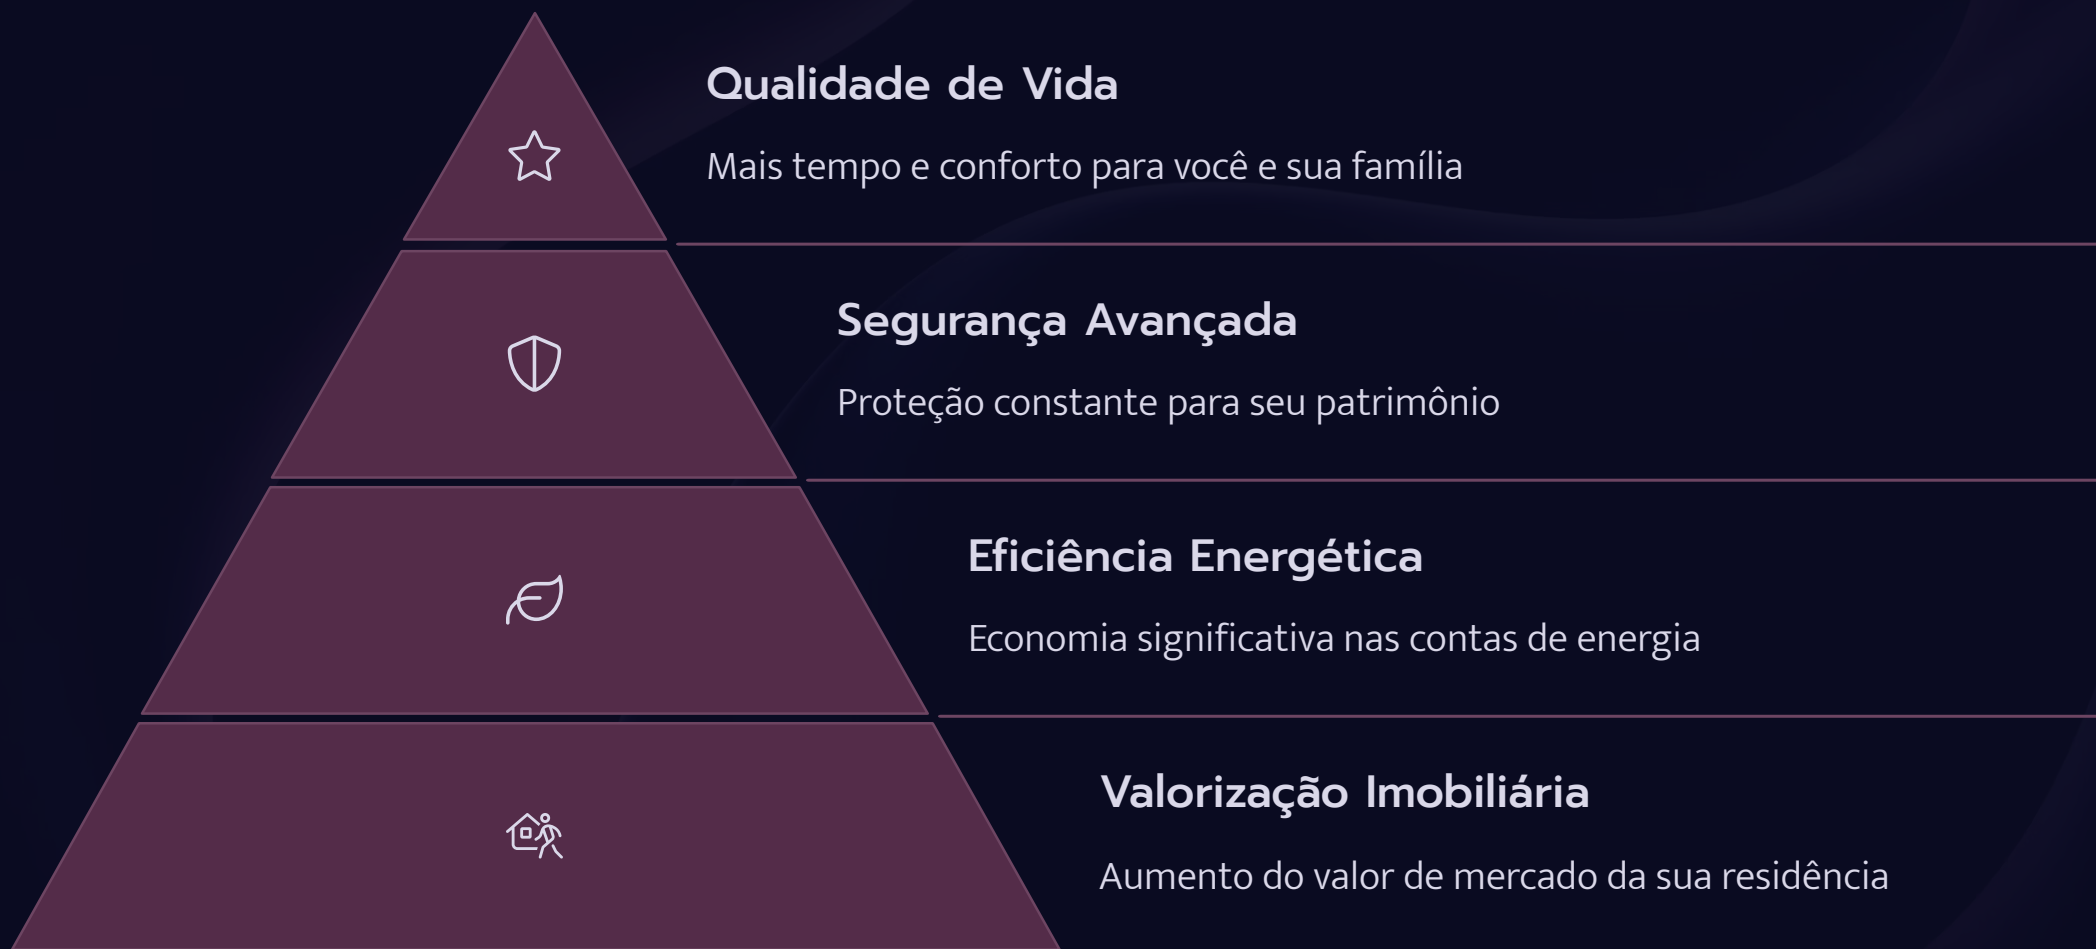 Qualidade de Vida
Mais tempo e conforto para você e sua família
Segurança Avançada
Proteção constante para seu patrimônio
Eficiência Energética
Economia significativa nas contas de energia
Valorização Imobiliária
Aumento do valor de mercado da sua residência